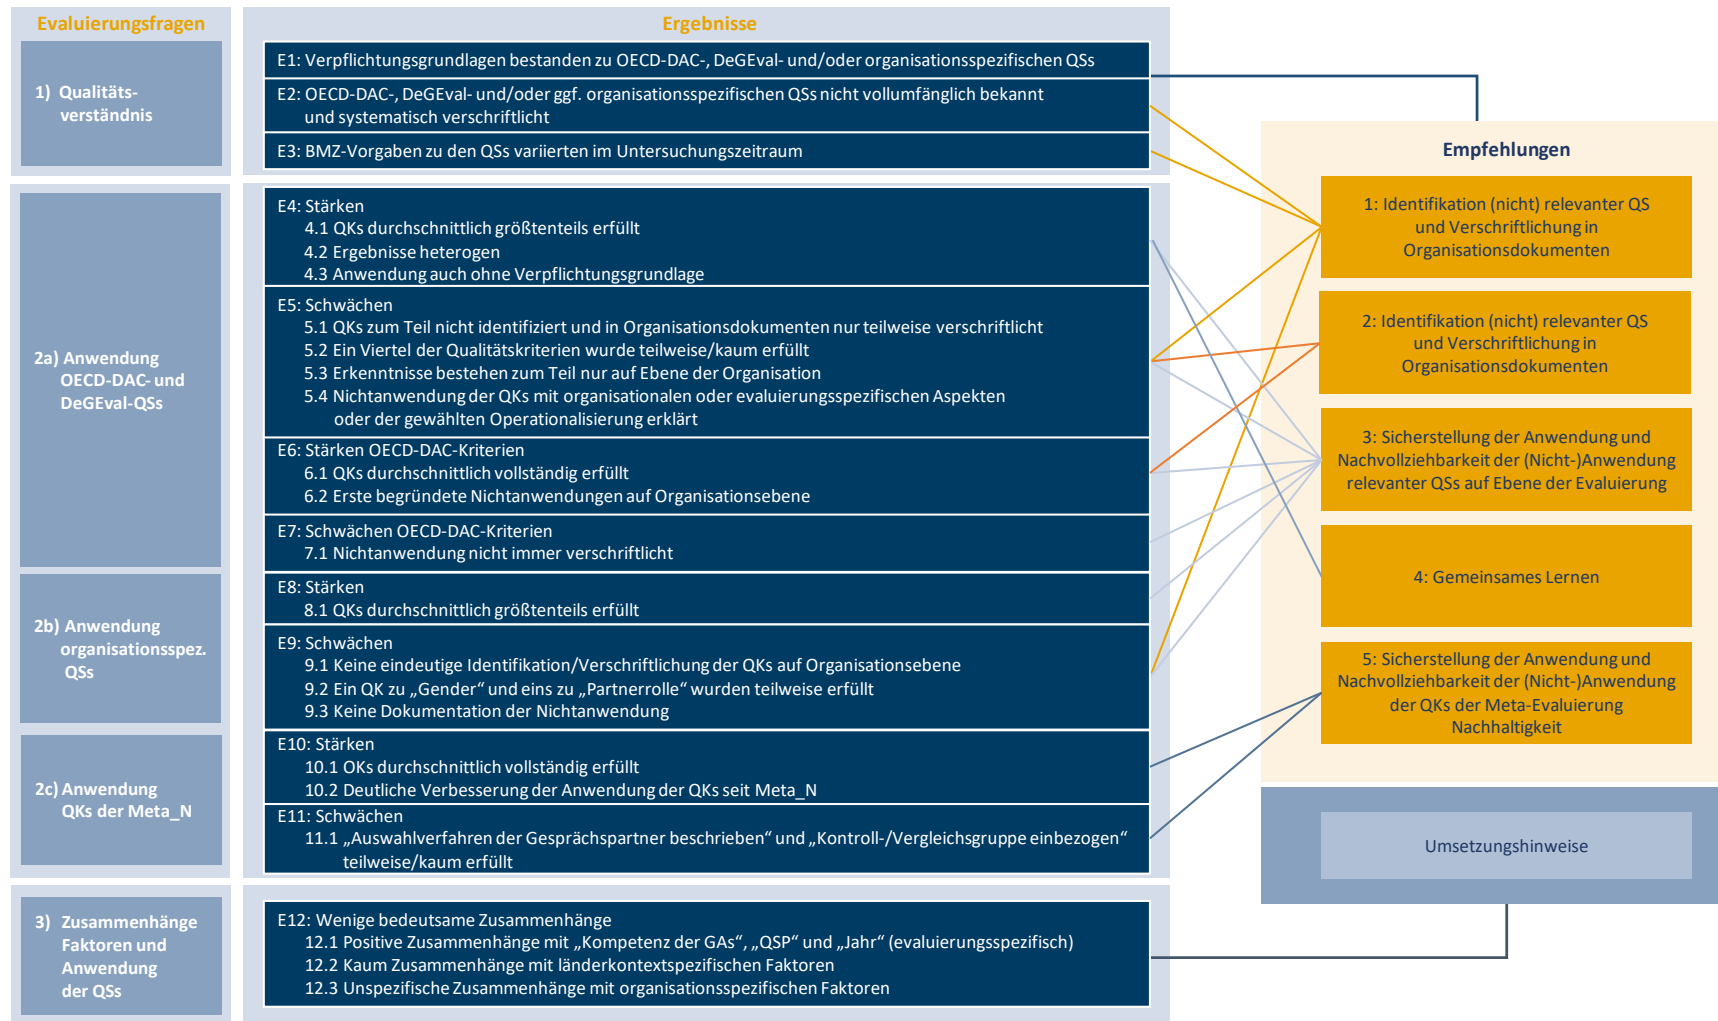 Evaluierungsfragen
1) Qualitäts-
verständnis
2a) Anwendung
OECD-DAC- und
DeGEval-QSs
2b) Anwendung
organisationsspez.
QSs
2c) Anwendung
QKs der Meta_N
3) Zusammenhänge
Faktoren und
Anwendung
der QSs
Ergebnisse
E1: Verpflichtungsgrundlagen bestanden zu OECD-DAC-, DeGEval- und/oder organisationsspezifischen QSs
E2: OECD-DAC-, DeGEval- und/oder ggf. organisationsspezifischen QSs nicht vollumfänglich bekannt
und systematisch verschriftlicht
E3: BMZ-Vorgaben zu den QSs variierten im Untersuchungszeitraum
E4: Stärken
4.1 QKs durchschnittlich größtenteils erfüllt
4.2 Ergebnisse heterogen
4.3 Anwendung auch ohne Verpflichtungsgrundlage
E5: Schwächen
5.1 QKs zum Teil nicht identifiziert und in Organisationsdokumenten nur teilweise verschriftlicht
5.2 Ein Viertel der Qualitätskriterien wurde teilweise/kaum erfüllt
5.3 Erkenntnisse bestehen zum Teil nur auf Ebene der Organisation
5.4 Nichtanwendung der QKs mit organisationalen oder evaluierungsspezifischen Aspekten
oder der gewählten Operationalisierung erklärt
E6: Stärken OECD-DAC-Kriterien
6.1 QKs durchschnittlich vollständig erfüllt
6.2 Erste begründete Nichtanwendungen auf Organisationsebene
E7: Schwächen OECD-DAC-Kriterien
7.1 Nichtanwendung nicht immer verschriftlicht
E8: Stärken
8.1 QKs durchschnittlich größtenteils erfüllt
E9: Schwächen
9.1 Keine eindeutige Identifikation/Verschriftlichung der QKs auf Organisationsebene
9.2 Ein QK zu „Gender“ und eins zu „Partnerrolle“ wurden teilweise erfüllt
9.3 Keine Dokumentation der Nichtanwendung
E10: Stärken
10.1 OKs durchschnittlich vollständig erfüllt
10.2 Deutliche Verbesserung der Anwendung der QKs seit Meta_N
E11: Schwächen
11.1 „Auswahlverfahren der Gesprächspartner beschrieben“ und „Kontroll-/Vergleichsgruppe einbezogen“
teilweise/kaum erfüllt
E12: Wenige bedeutsame Zusammenhänge
12.1 Positive Zusammenhänge mit „Kompetenz der GAs“, „QSP“ und „Jahr“ (evaluierungsspezifisch)
12.2 Kaum Zusammenhänge mit länderkontextspezifischen Faktoren
12.3 Unspezifische Zusammenhänge mit organisationsspezifischen Faktoren
Empfehlungen
1: Identifikation (nicht) relevanter QS
und Verschriftlichung in
Organisationsdokumenten
2: Identifikation (nicht) relevanter QS
und Verschriftlichung in
Organisationsdokumenten
3: Sicherstellung der Anwendung und
Nachvollziehbarkeit der (Nicht-)Anwendung
relevanter QSs auf Ebene der Evaluierung
4: Gemeinsames Lernen
5: Sicherstellung der Anwendung und
Nachvollziehbarkeit der (Nicht-)Anwendung
der QKs der Meta-Evaluierung
Nachhaltigkeit
Umsetzungshinweise